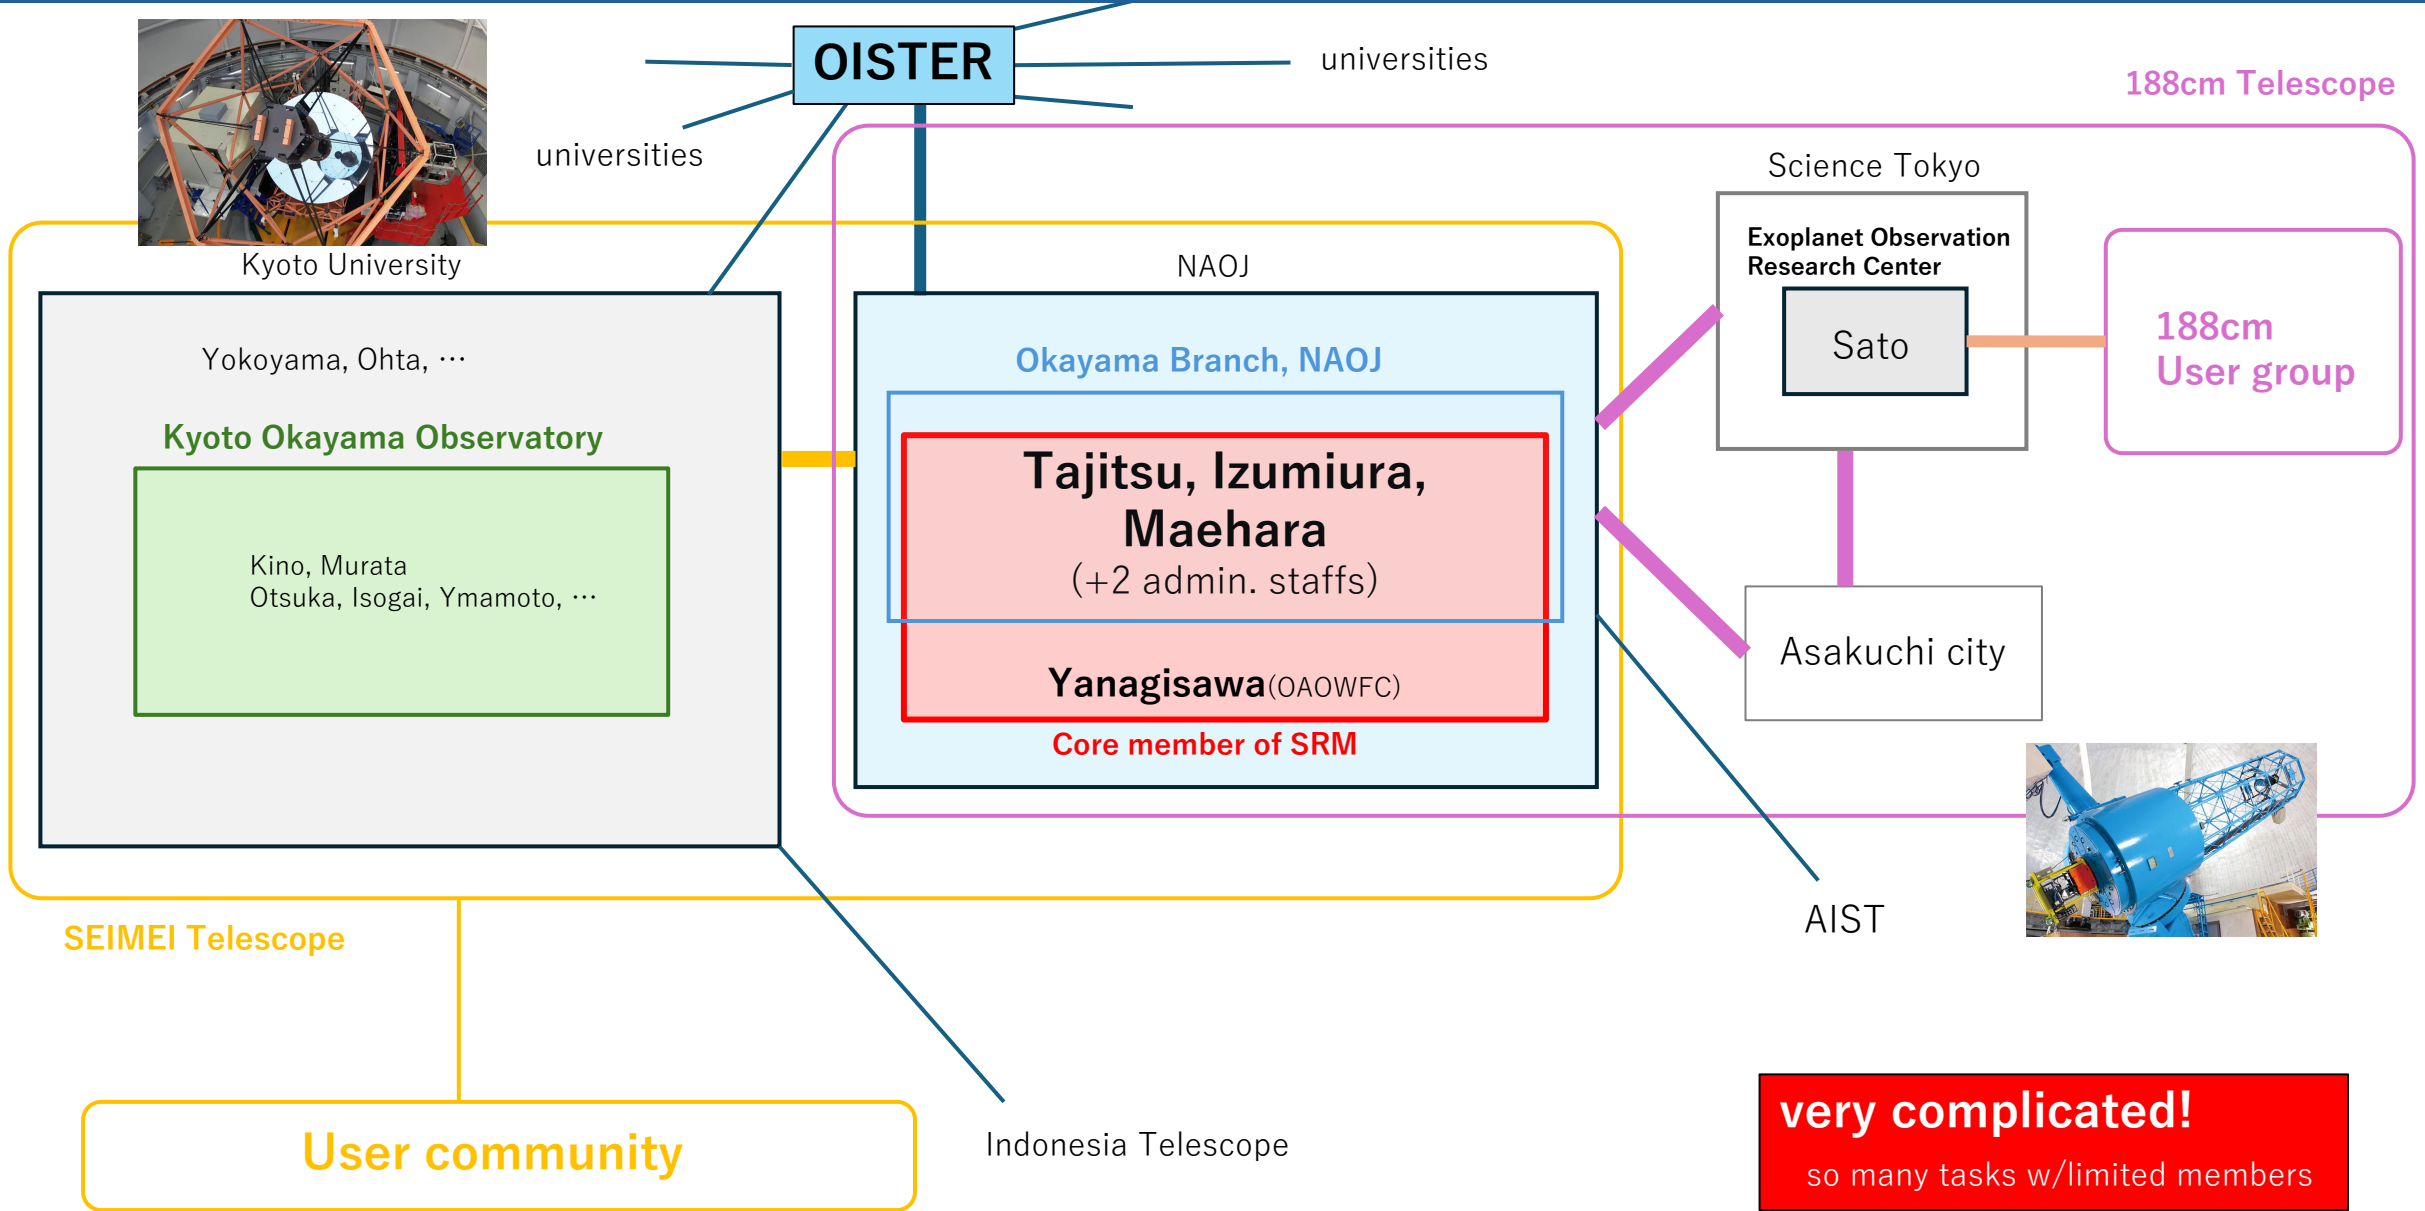 OISTER
universities
universities
188cm Telescope
Science Tokyo
Exoplanet Observation
Research Center
Sato
188cm
User group
Kyoto University
NAOJ
Yokoyama, Ohta, …
Okayama Branch, NAOJ
Kyoto Okayama Observatory
Tajitsu, Izumiura,
Maehara
(+2 admin. staffs)
Kino, Murata
Otsuka, Isogai, Ymamoto, …
Yanagisawa(OAOWFC)
Core member of SRM
Asakuchi city
AIST
SEIMEI Telescope
User community
Indonesia Telescope
very complicated!
so many tasks w/limited members